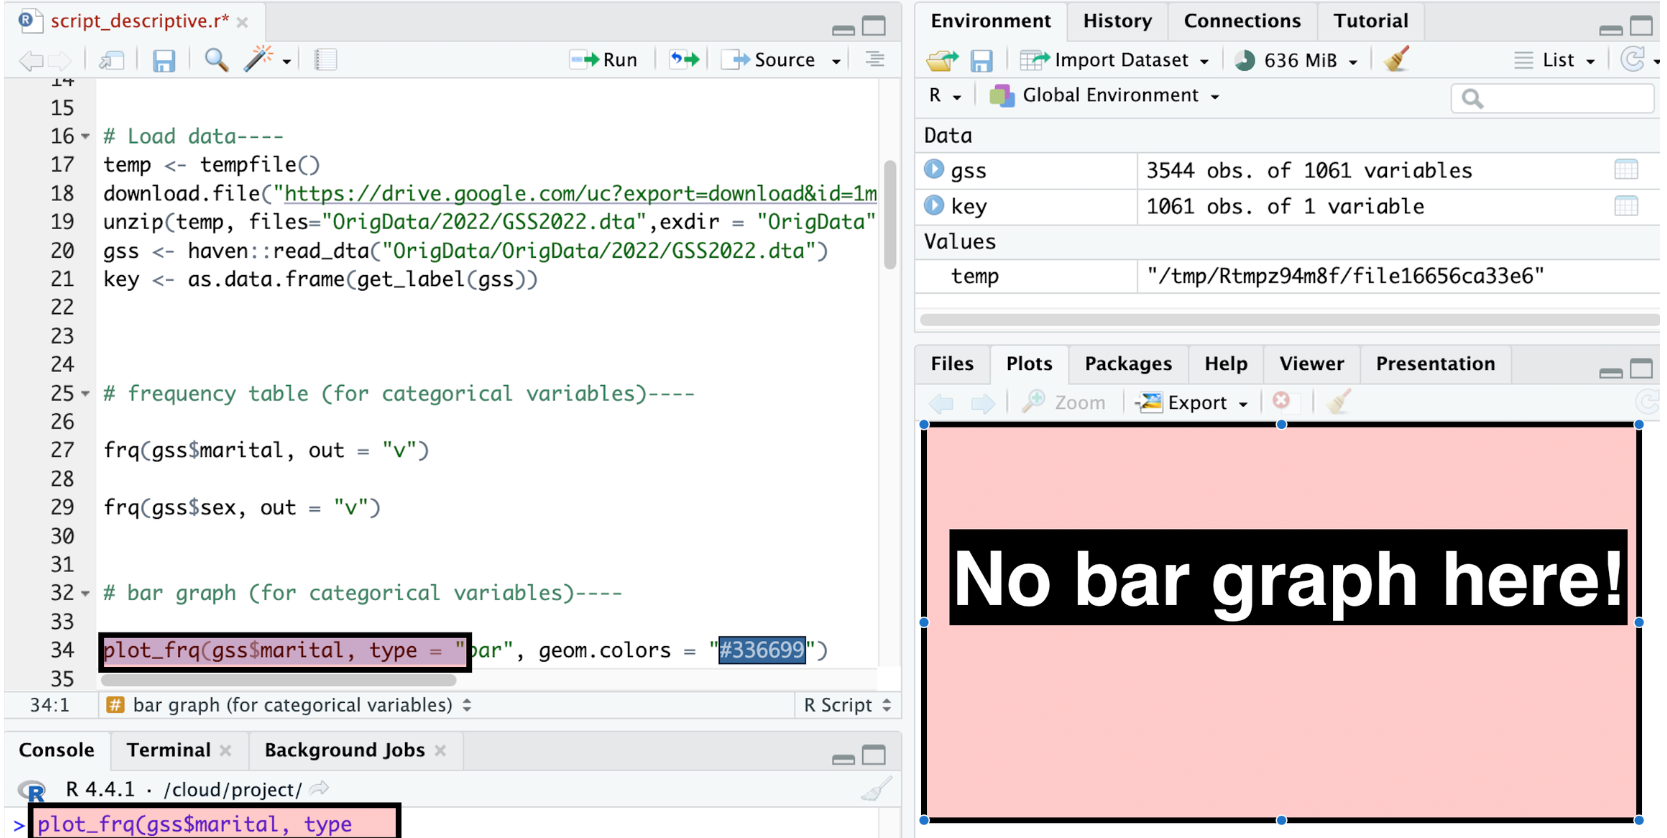 script_descriptive.r*
Run
Source
14
15
16 # Load data----
17 temp <- tempfile()
18 download.file("https://drive.google.com/uc?export=download&id=1m
19 unzip(temp, files="OrigData/2022/GSS2022.dta",exdir = "OrigData"
20 gss <- haven::read_dta("OrigData/OrigData/2022/GSS2022.dta")
21 key <- as.data.frame(get_label(gss))
22
23
24
25 # frequency table (for categorical variables)----
26
27 frq(gss$marital, out = "v")
28
29 frq(gss$sex, out = "v")
30
31
32 # bar graph (for categorical variables)----
33
34 plot_frq(gss$marital, type = "bar", geom.colors = "#336699")
35
34:1 # bar graph (for categorical variables) R Script
Console Terminal Background Jobs
R R 4.4.1 · /cloud/project/
> plot_frq(gss$marital, type
Environment History Connections Tutorial
Import Dataset 636 MiB List
R Global Environment
Data
gss 3544 obs. of 1061 variables
key 1061 obs. of 1 variable
Values
temp "/tmp/Rtmpz94m8f/file16656ca33e6"
Files Plots Packages Help Viewer Presentation
Zoom Export
No bar graph here!